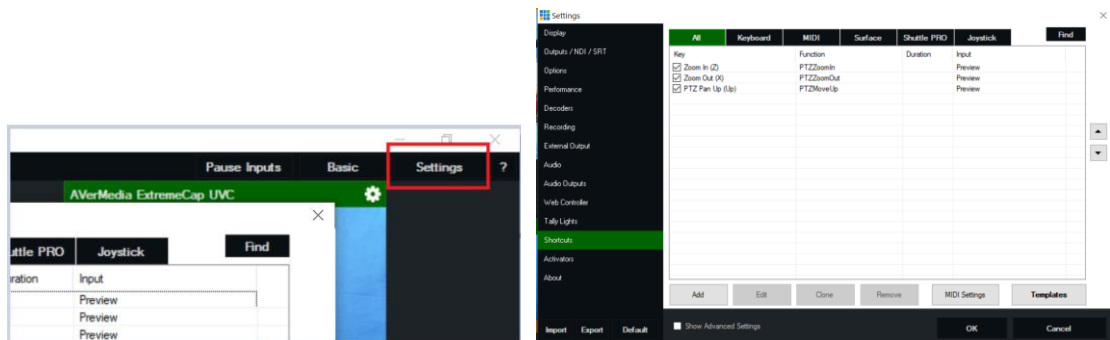 Pause Inputs Basic Settings ?
AVerMedia ExtremeCap UVC
uttle PRO Joystick Find
ration Input
Preview
Preview
Preview
Settings
Display
Outputs / NDI / SRT
Options
Performance
Decoders
Recording
External Output
Audio
Audio Outputs
Web Controller
Tally Lights
Shortcuts
Activators
About
Import Export Default
All Keyboard MIDI Surface Shuttle PRO Joystick Find
Key Function Duration Input
Zoom In (Z) PTZZoomIn Preview
Zoom Out (X) PTZZoomOut Preview
PTZ Pan Up (Up) PTZMoveUp Preview
Add Edit Clone Remove MIDI Settings Templates
Show Advanced Settings OK Cancel